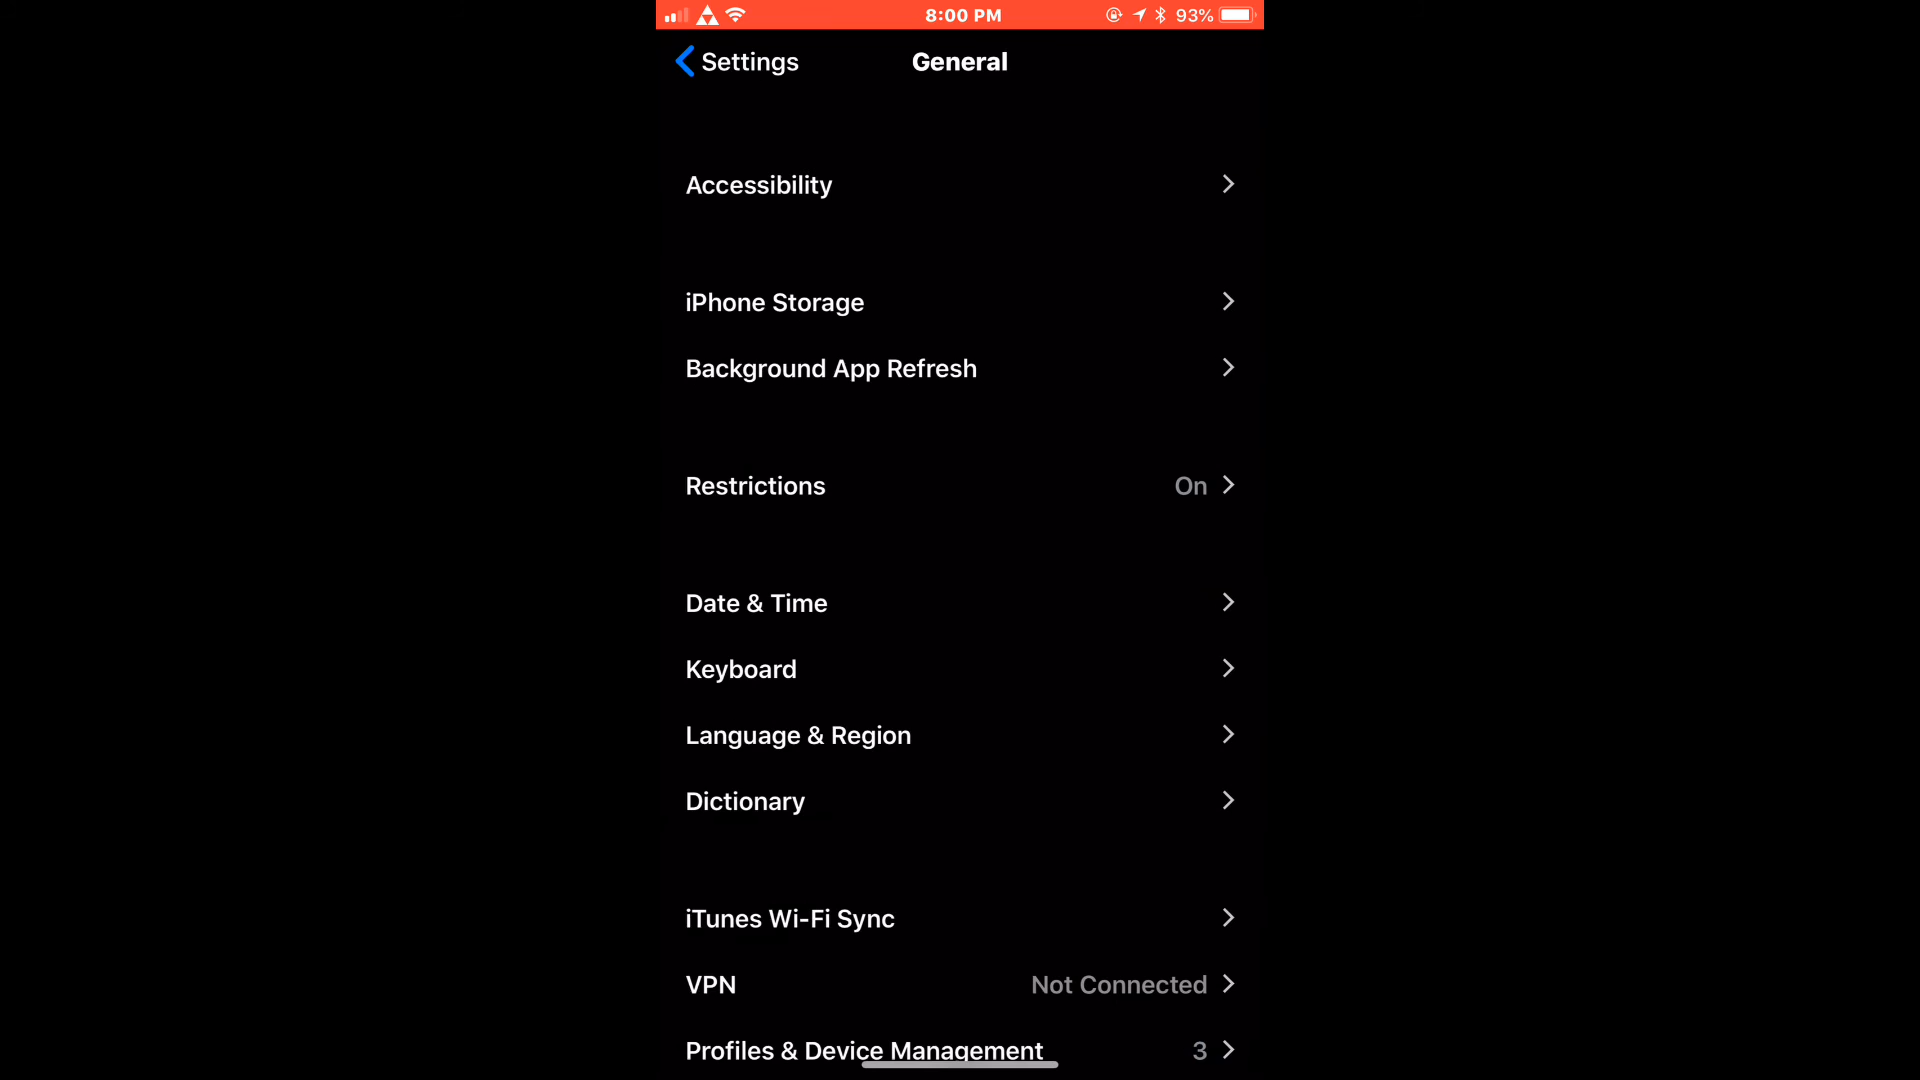 8:00 PM 93%
Settings General
Accessibility
iPhone Storage
Background App Refresh
Restrictions On
Date & Time
Keyboard
Language & Region
Dictionary
iTunes Wi-Fi Sync
VPN Not Connected
Profiles & Device Management 3